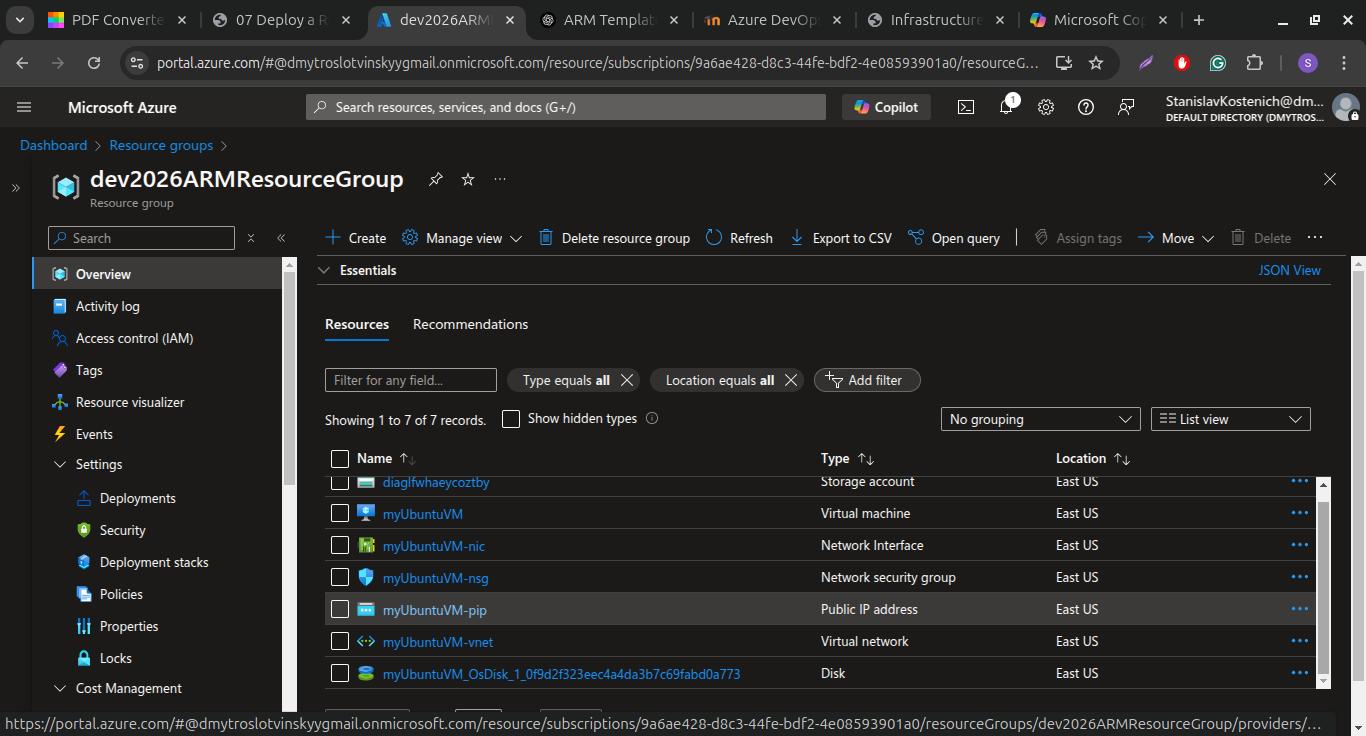 PDF Converte
07 Deploy a R
dev2026ARM
ARM Templat
Azure DevOp
Infrastructure
Microsoft Cop
portal.azure.com/#@dmytroslotvinskyygmail.onmicrosoft.com/resource/subscriptions/9a6ae428-d8c3-44fe-bdf2-4e08593901a0/resourceG...
S
Microsoft Azure
Search resources, services, and docs (G+/)
Copilot
1
StanislavKostenich@dm...
DEFAULT DIRECTORY (DMYTROS...
Dashboard > Resource groups >
dev2026ARMResourceGroup
Resource group
Search
Create
Manage view
Delete resource group
Refresh
Export to CSV
Open query
Assign tags
Move
Delete
Overview
Activity log
Access control (IAM)
Tags
Resource visualizer
Events
Settings
Deployments
Security
Deployment stacks
Policies
Properties
Locks
Cost Management
Essentials
JSON View
Resources Recommendations
Filter for any field...
Type equals all
Location equals all
Add filter
Showing 1 to 7 of 7 records.
Show hidden types
No grouping
List view
Name Type Location
diaglfwhaeycoztby Storage account East US
myUbuntuVM Virtual machine East US
myUbuntuVM-nic Network Interface East US
myUbuntuVM-nsg Network security group East US
myUbuntuVM-pip Public IP address East US
myUbuntuVM-vnet Virtual network East US
myUbuntuVM_OsDisk_1_0f9d2f323eec4a4da3b7c69fabd0a773 Disk East US
https://portal.azure.com/#@dmytroslotvinskyygmail.onmicrosoft.com/resource/subscriptions/9a6ae428-d8c3-44fe-bdf2-4e08593901a0/resourceGroups/dev2026ARMResourceGroup/providers/...